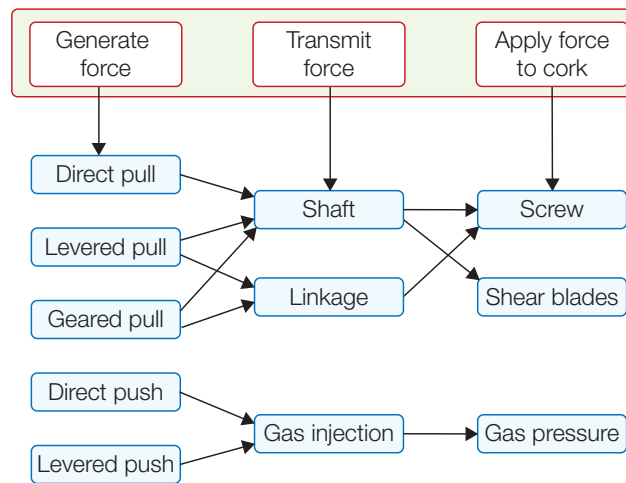 Generate
force
Transmit
force
Apply force
to cork
Direct pull
Shaft
Screw
Levered pull
Linkage
Shear blades
Geared pull
Direct push
Gas injection
Gas pressure
Levered push